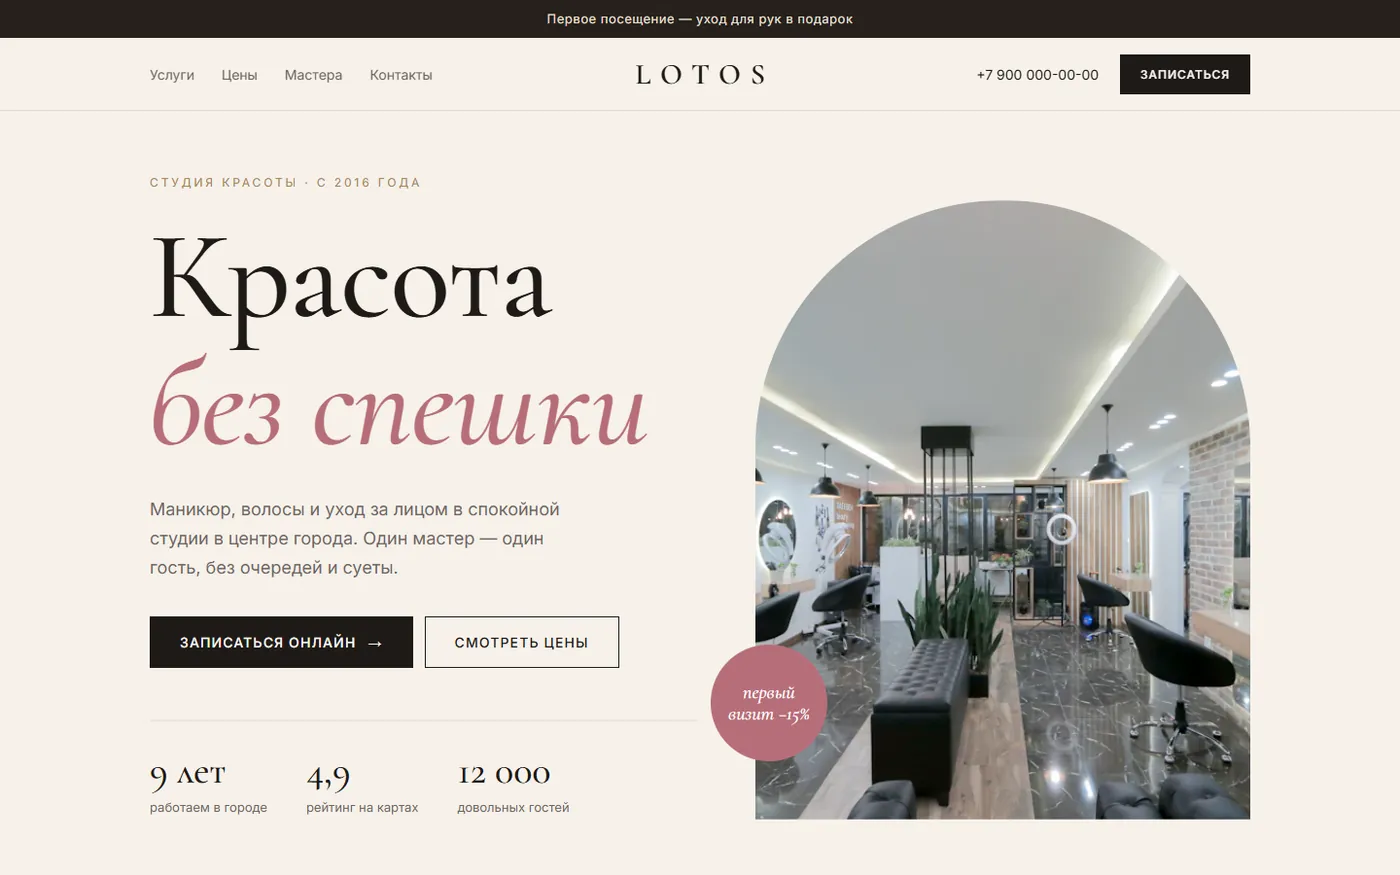 Первое посещение — уход для рук в подарок
Услуги Цены Мастера Контакты
LOTOS
+7 900 000-00-00
ЗАПИСАТЬСЯ
СТУДИЯ КРАСОТЫ · С 2016 ГОДА
Красота
без спешки
Маникюр, волосы и уход за лицом в спокойной
студии в центре города. Один мастер — один
гость, без очередей и суеты.
ЗАПИСАТЬСЯ ОНЛАЙН →
СМОТРЕТЬ ЦЕНЫ
первый
визит −15%
9 лет
работаем в городе
4,9
рейтинг на картах
12 000
довольных гостей